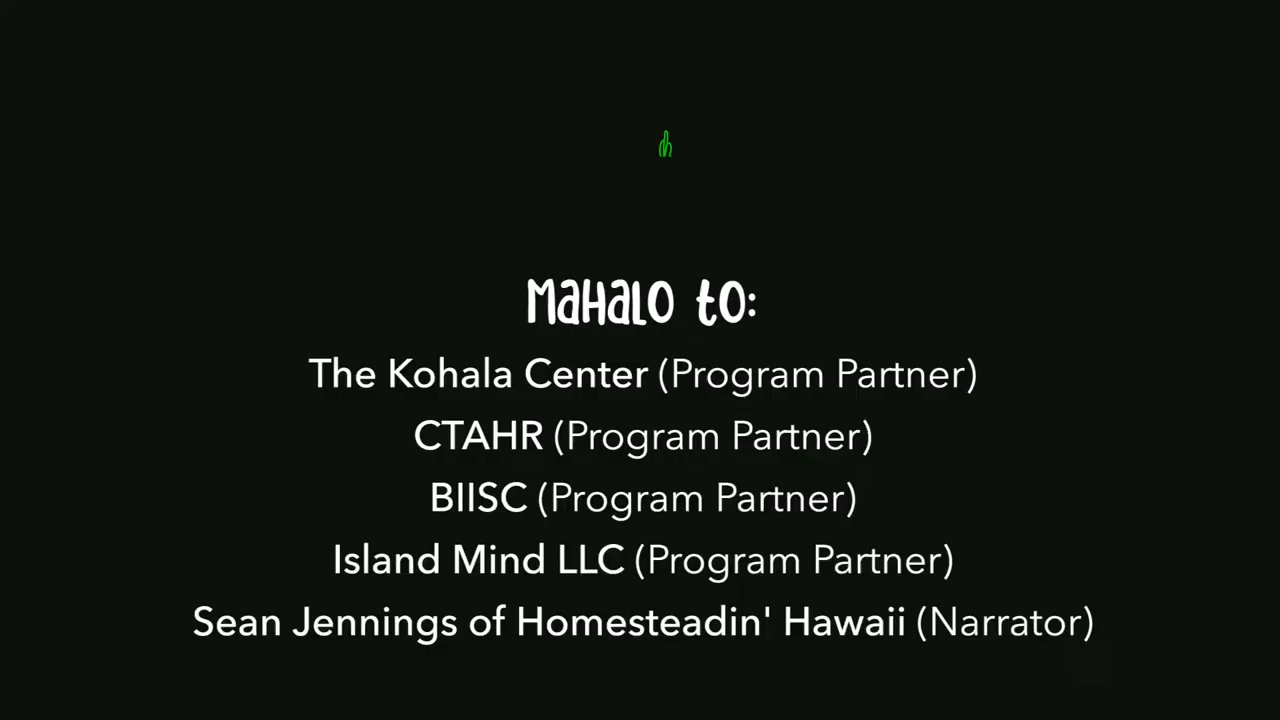 Mahalo to:
The Kohala Center (Program Partner)
CTAHR (Program Partner)
BIISC (Program Partner)
Island Mind LLC (Program Partner)
Sean Jennings of Homesteadin' Hawaii (Narrator)